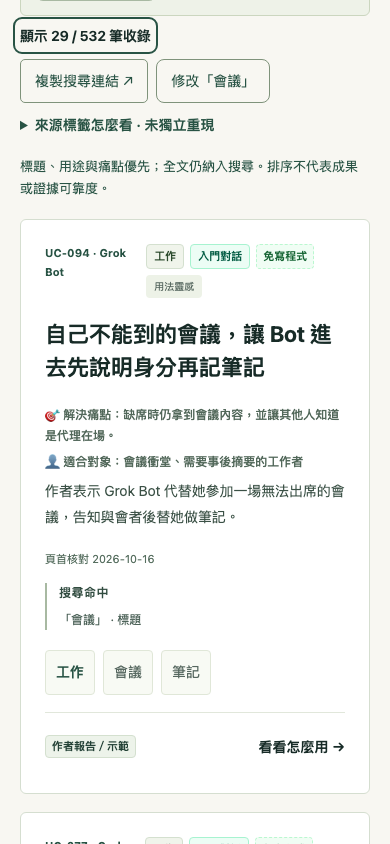 顯示 29 / 532 筆收錄
複製搜尋連結 ↗
修改「會議」
▶ 來源標籤怎麼看 · 未獨立重現
標題、用途與痛點優先；全文仍納入搜尋。排序不代表成果
或證據可靠度。
UC-094 · Grok
Bot
工作
入門對話
免寫程式
用法靈感
自己不能到的會議，讓 Bot 進
去先說明身分再記筆記
🎯 解決痛點：缺席時仍拿到會議內容，並讓其他人知道
是代理在場。
👤 適合對象：會議衝堂、需要事後摘要的工作者
作者表示 Grok Bot 代替她參加一場無法出席的會
議，告知與會者後替她做筆記。
頁首核對 2026-10-16
搜尋命中
「會議」 · 標題
工作
會議
筆記
作者報告 / 示範
看看怎麼用 →